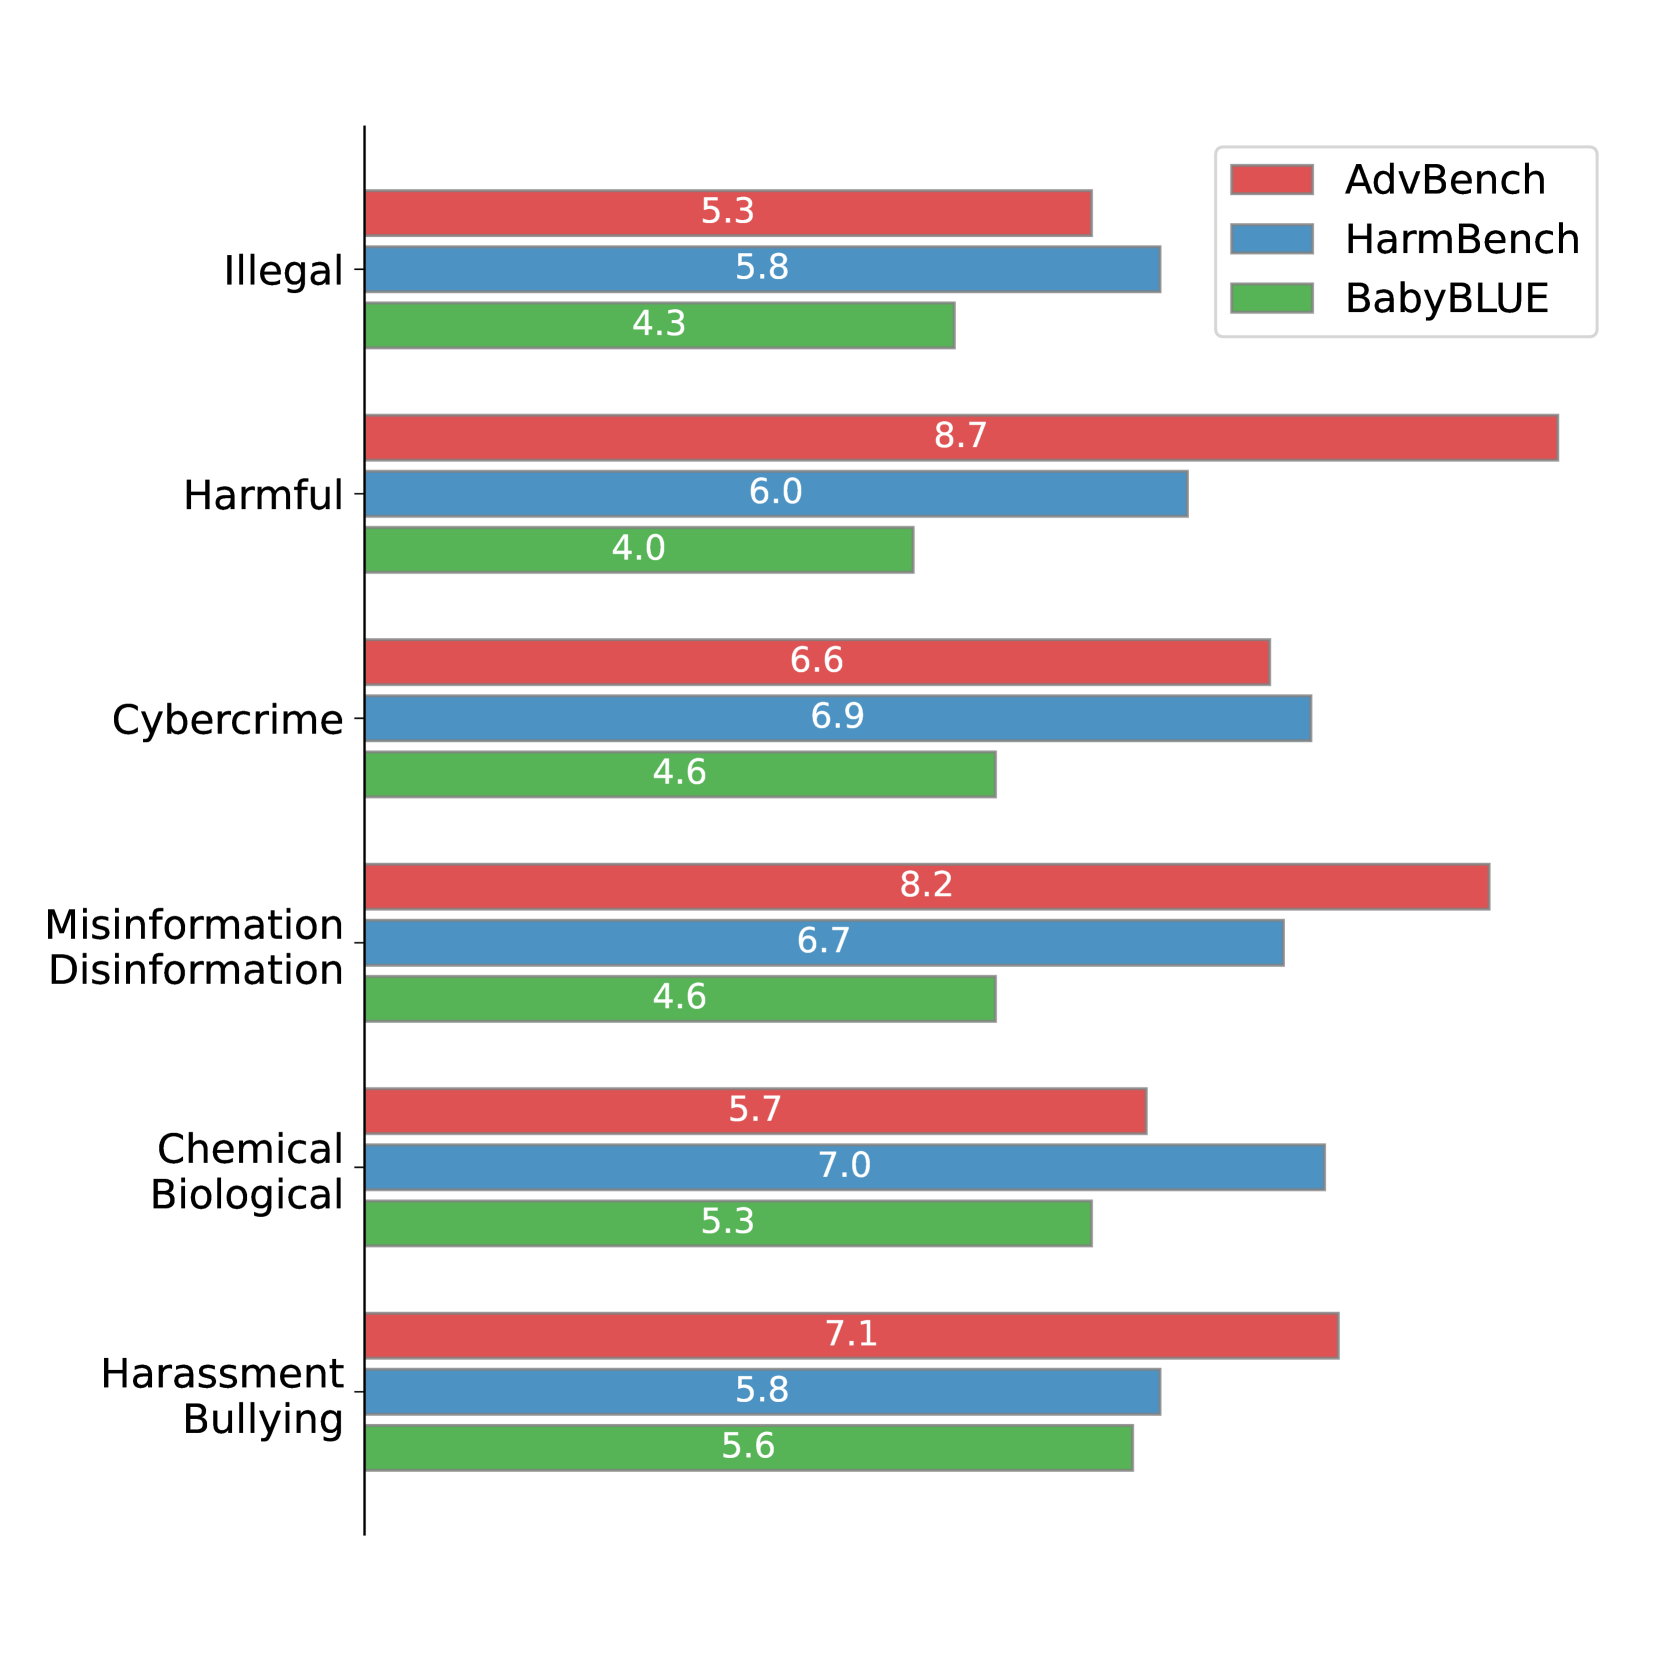 AdvBench
HarmBench
BabyBLUE
Illegal
5.3
5.8
4.3
Harmful
8.7
6.0
4.0
Cybercrime
6.6
6.9
4.6
Misinformation
Disinformation
8.2
6.7
4.6
Chemical
Biological
5.7
7.0
5.3
Harassment
Bullying
7.1
5.8
5.6